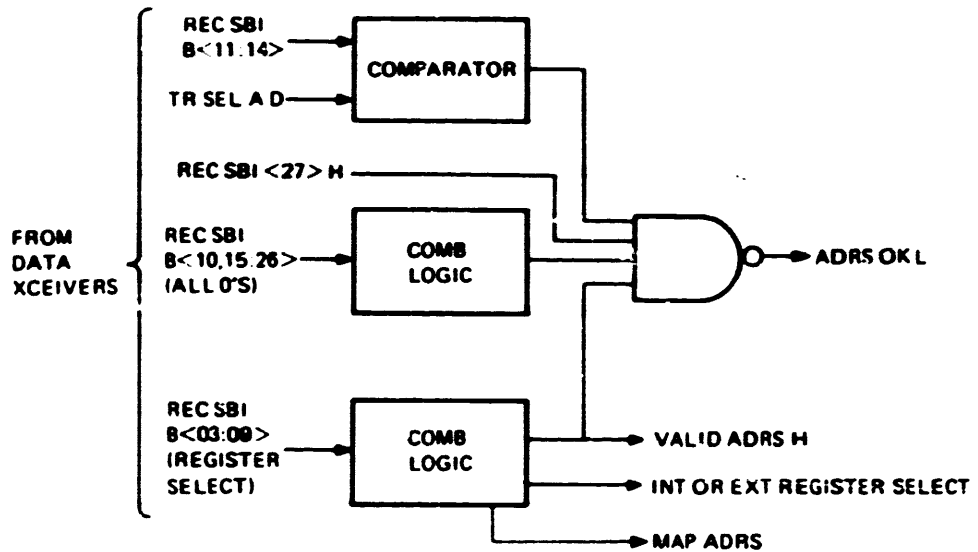 REC SBI
B<11:14>
COMPARATOR
TR SEL A D
REC SBI <27> H
FROM
DATA
XCEIVERS
REC SBI
B<10,15:26>
(ALL 0'S)
COMB
LOGIC
ADRS OK L
REC SBI
B<03:09>
(REGISTER
SELECT)
COMB
LOGIC
VALID ADRS H
INT OR EXT REGISTER SELECT
MAP ADRS